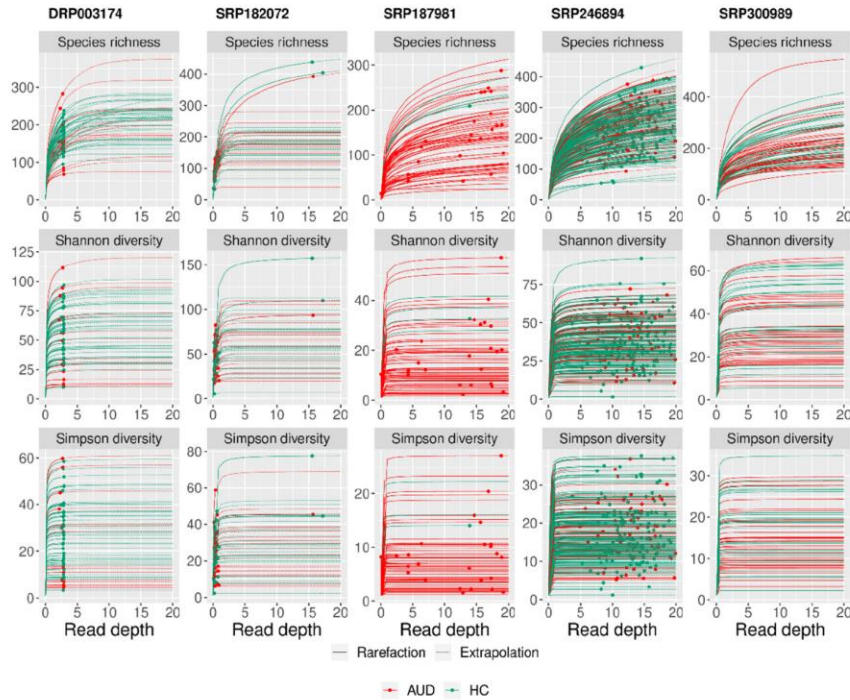 DRP003174 SRP182072 SRP187981 SRP246894 SRP300989
Species richness Species richness Species richness Species richness Species richness
300
200
100
0
0 5 10 15 20
400
300
200
100
0
0 5 10 15 20
300
200
100
0
0 5 10 15 20
400
300
200
100
0
0 5 10 15 20
400
200
0
0 5 10 15 20
Shannon diversity Shannon diversity Shannon diversity Shannon diversity Shannon diversity
125
100
75
50
25
0
0 5 10 15 20
150
100
50
0
0 5 10 15 20
40
20
0
0 5 10 15 20
75
50
25
0
0 5 10 15 20
60
40
20
0
0 5 10 15 20
Simpson diversity Simpson diversity Simpson diversity Simpson diversity Simpson diversity
60
50
40
30
20
10
0
0 5 10 15 20
80
60
40
20
0
0 5 10 15 20
20
10
0
0 5 10 15 20
30
20
10
0
0 5 10 15 20
30
20
10
0
0 5 10 15 20
Read depth Read depth Read depth Read depth Read depth
Rarefaction Extrapolation
AUD HC